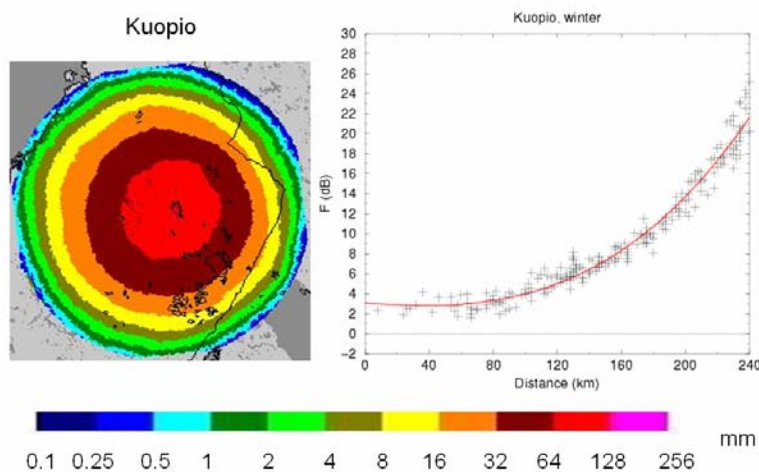 Kuopio
Kuopio, winter
30
28
26
24
22
20
18
16
14
12
10
8
6
4
2
0
−2
F (dB)
0 40 80 120 160 200 240
Distance (km)
mm
0.1 0.25 0.5 1 2 4 8 16 32 64 128 256